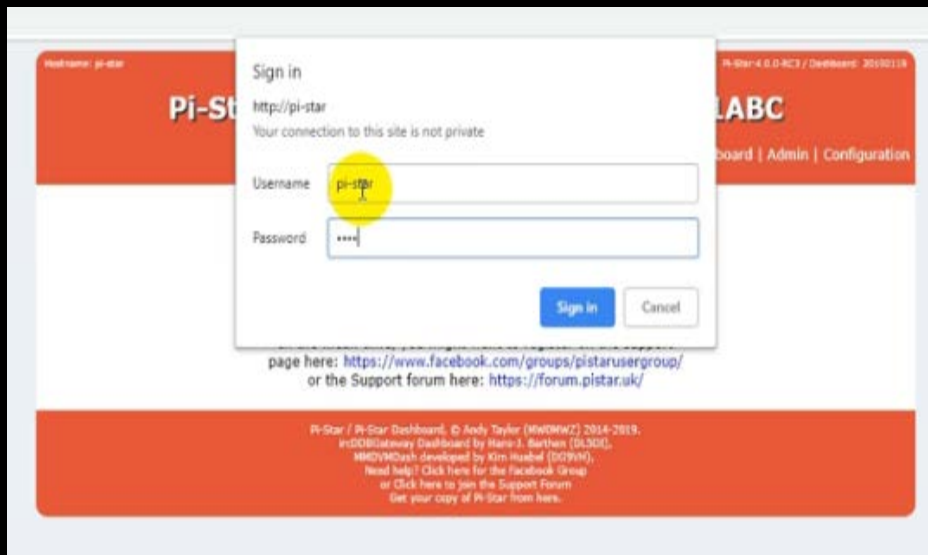 Hostname: pi-star
Pi-Star 4.0.0-RC3 / Dashboard: 20190119
Pi-St
1ABC
board | Admin | Configuration
Sign in
http://pi-star
Your connection to this site is not private
Username pi-star
Password ••••
Sign in Cancel
page here: https://www.facebook.com/groups/pistarusergroup/
or the Support forum here: https://forum.pistar.uk/
Pi-Star / Pi-Star Dashboard, © Andy Taylor (MW0MWZ) 2014-2019.
ircDDBGateway Dashboard by Hans-J. Barthen (DL5DI),
MMDVMDash developed by Kim Huebel (DG9VH),
Need help? Click here for the Facebook Group
or Click here to join the Support Forum
Get your copy of Pi-Star from here.